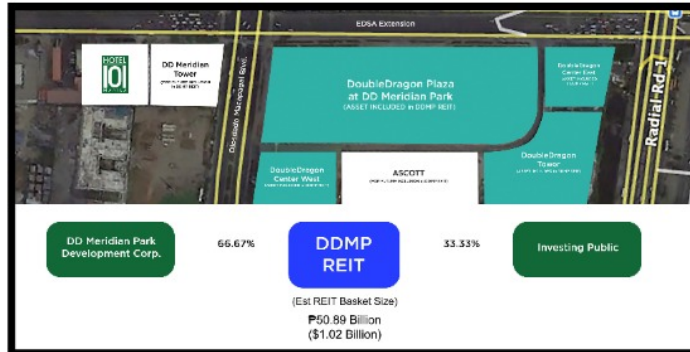 EDSA Extension
HOTEL
101
DD Meridian
Tower
Diosdado Macapagal Blvd.
DoubleDragon Plaza
at DD Meridian Park
(ASSET INCLUDED in DDMP REIT)
DoubleDragon
Center East
Radial Rd-1
DoubleDragon
Center West
ASCOTT
DoubleDragon
Tower
DD Meridian Park
Development Corp.
66.67%
DDMP
REIT
33.33%
Investing Public
(Est REIT Basket Size)
₱50.89 Billion
($1.02 Billion)